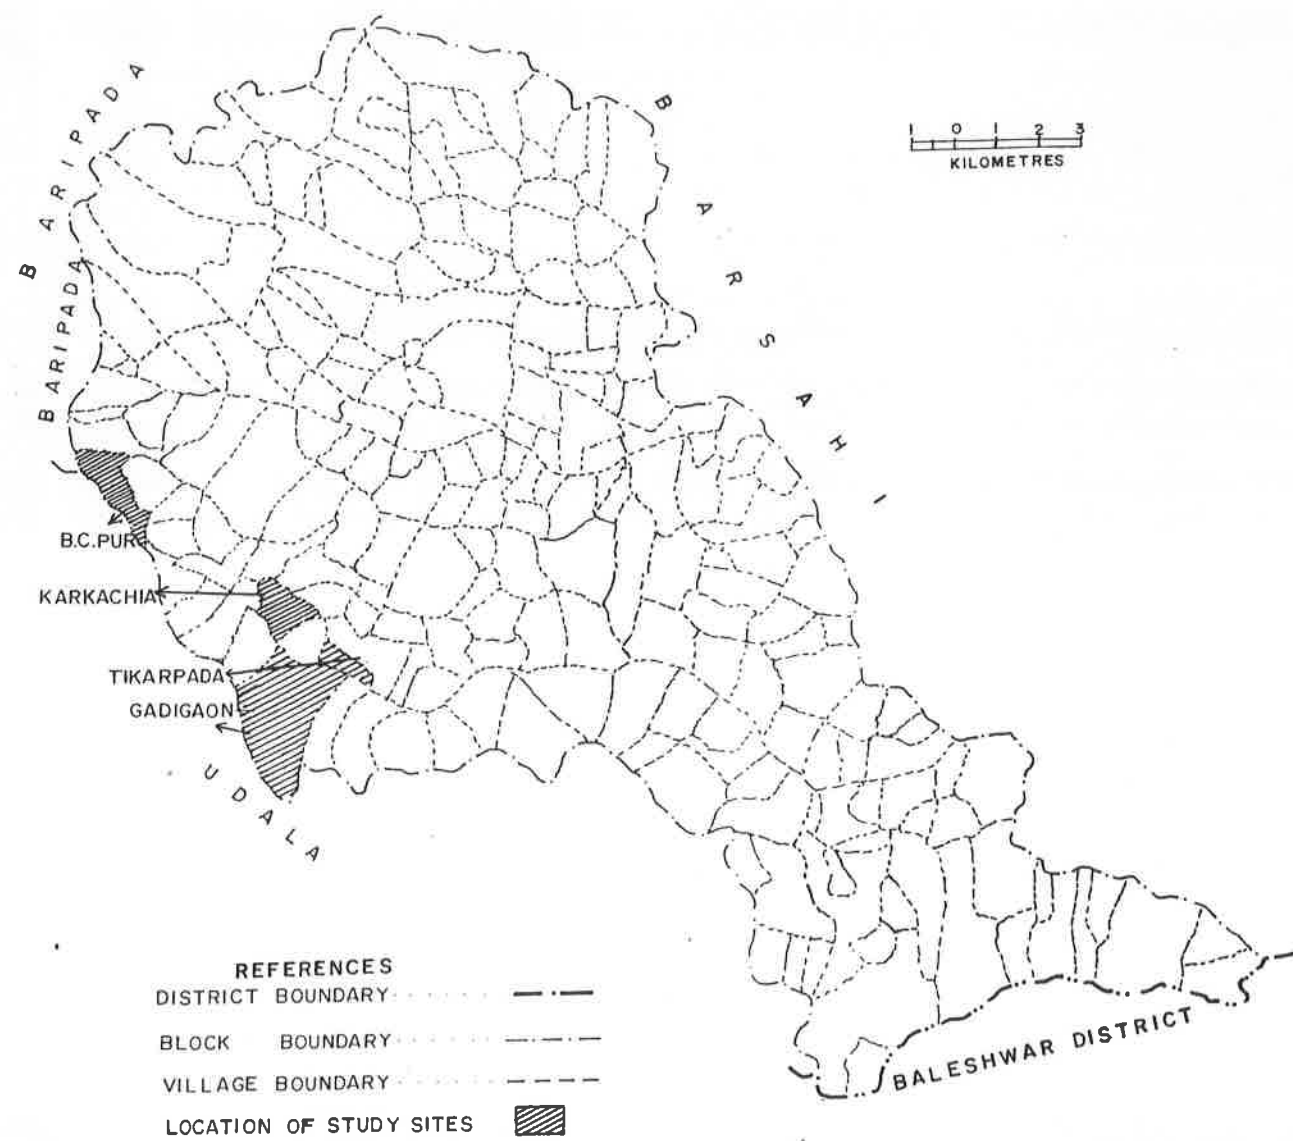 BARIPADA
BARSAHI
1 0 1 2 3
KILOMETRES
BARIPADA
B.C.PUR
KARKACHIA
TIKARPADA
GADIGAON
UDALA
REFERENCES
DISTRICT BOUNDARY
BLOCK BOUNDARY
VILLAGE BOUNDARY
LOCATION OF STUDY SITES
BALESHWAR DISTRICT